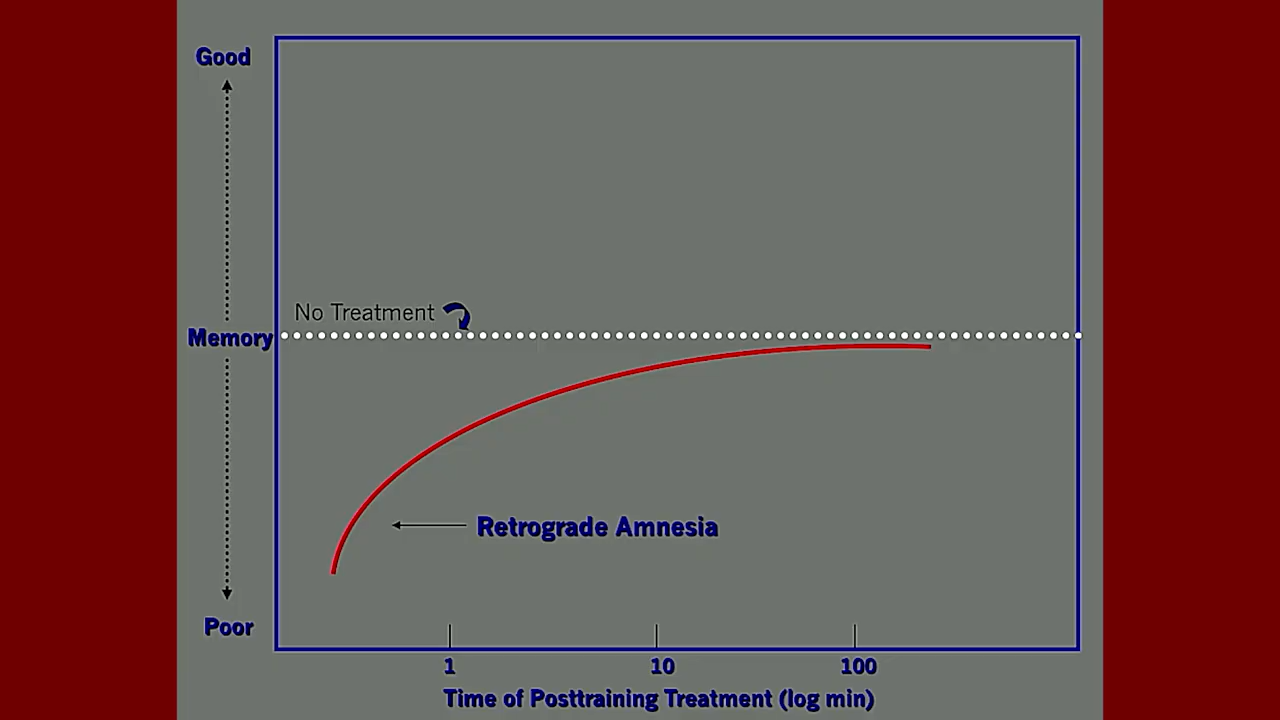 Good
No Treatment
Memory
Retrograde Amnesia
Poor
1 10 100
Time of Posttraining Treatment (log min)